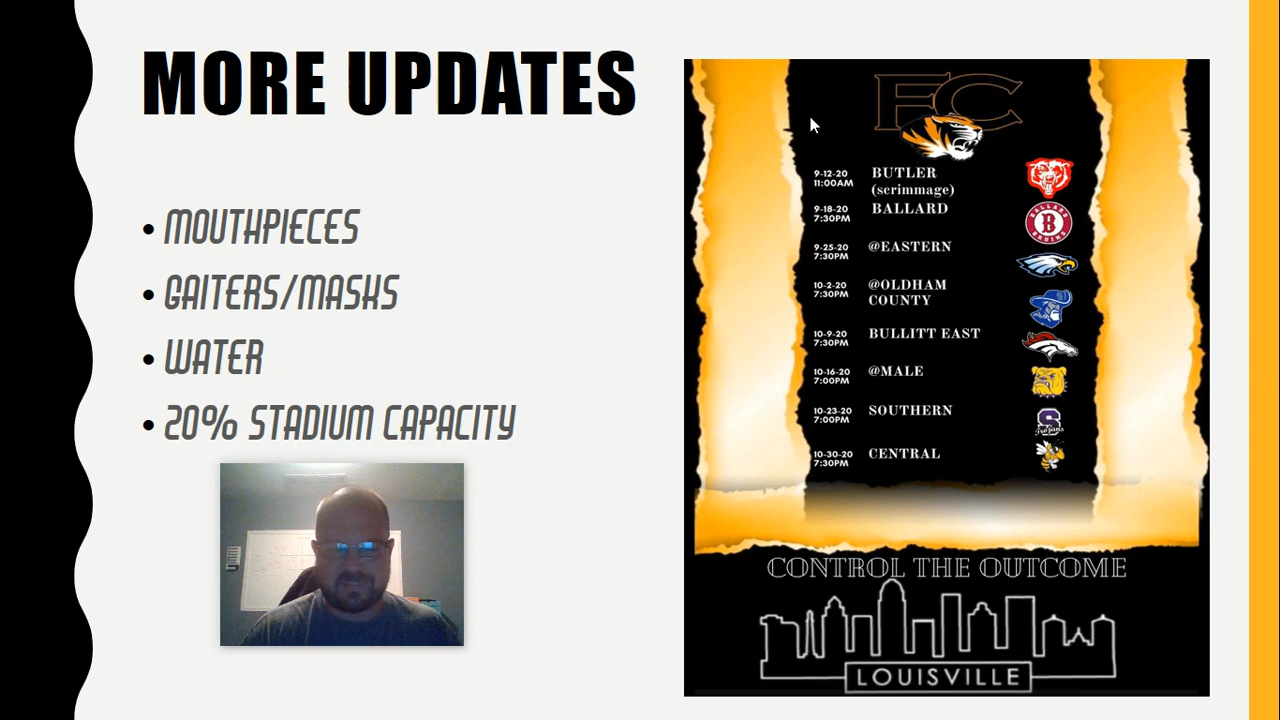 MORE UPDATES
• MOUTHPIECES
• GAITERS/MASKS
• WATER
• 20% STADIUM CAPACITY
FC
9-12-20 BUTLER
11:00AM (scrimmage)
9-18-20 BALLARD
7:30PM
BALLARD
B
BRUINS
9-25-20 @EASTERN
7:30PM
10-2-20 @OLDHAM
7:30PM COUNTY
10-9-20 BULLITT EAST
7:30PM
10-16-20 @MALE
7:00PM
10-23-20 SOUTHERN
7:00PM
S
Trojans
10-30-20 CENTRAL
7:30PM
CONTROL THE OUTCOME
LOUISVILLE